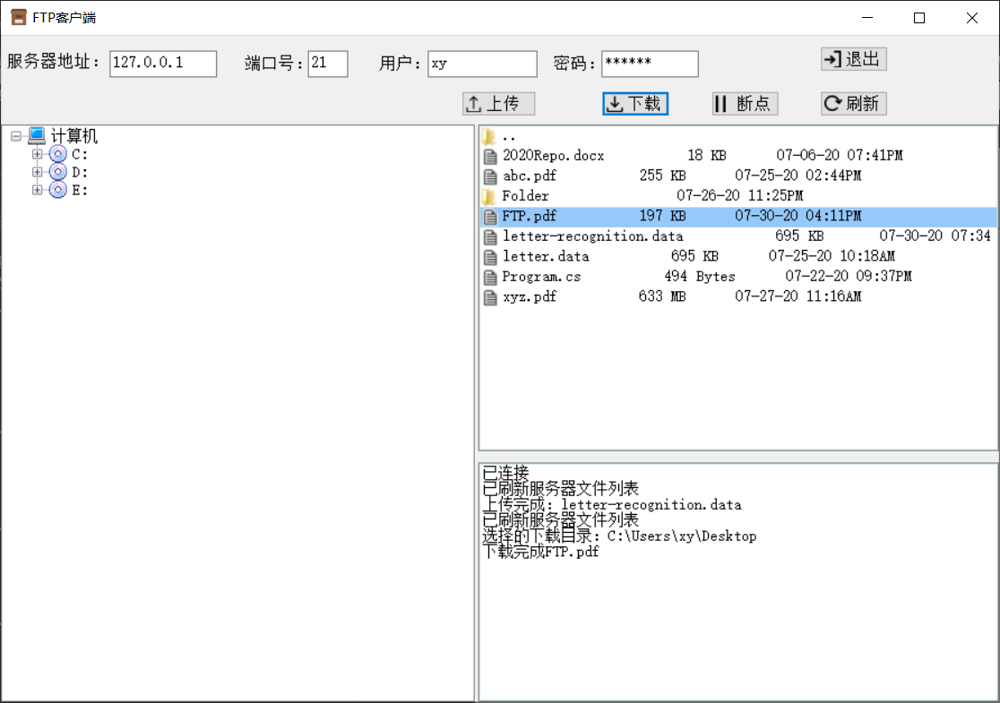 FTP客户端
服务器地址: 127.0.0.1 端口号: 21 用户: xy 密码: ****** 退出
上传 下载 断点 刷新
计算机
C:
D:
E:
..
2020Repo.docx 18 KB 07-06-20 07:41PM
abc.pdf 255 KB 07-25-20 02:44PM
Folder 07-26-20 11:25PM
FTP.pdf 197 KB 07-30-20 04:11PM
letter-recognition.data 695 KB 07-30-20 07:34
letter.data 695 KB 07-25-20 10:18AM
Program.cs 494 Bytes 07-22-20 09:37PM
xyz.pdf 633 MB 07-27-20 11:16AM
已连接
已刷新服务器文件列表
上传完成: letter-recognition.data
已刷新服务器文件列表
选择的下载目录: C:\Users\xy\Desktop
下载完成FTP.pdf